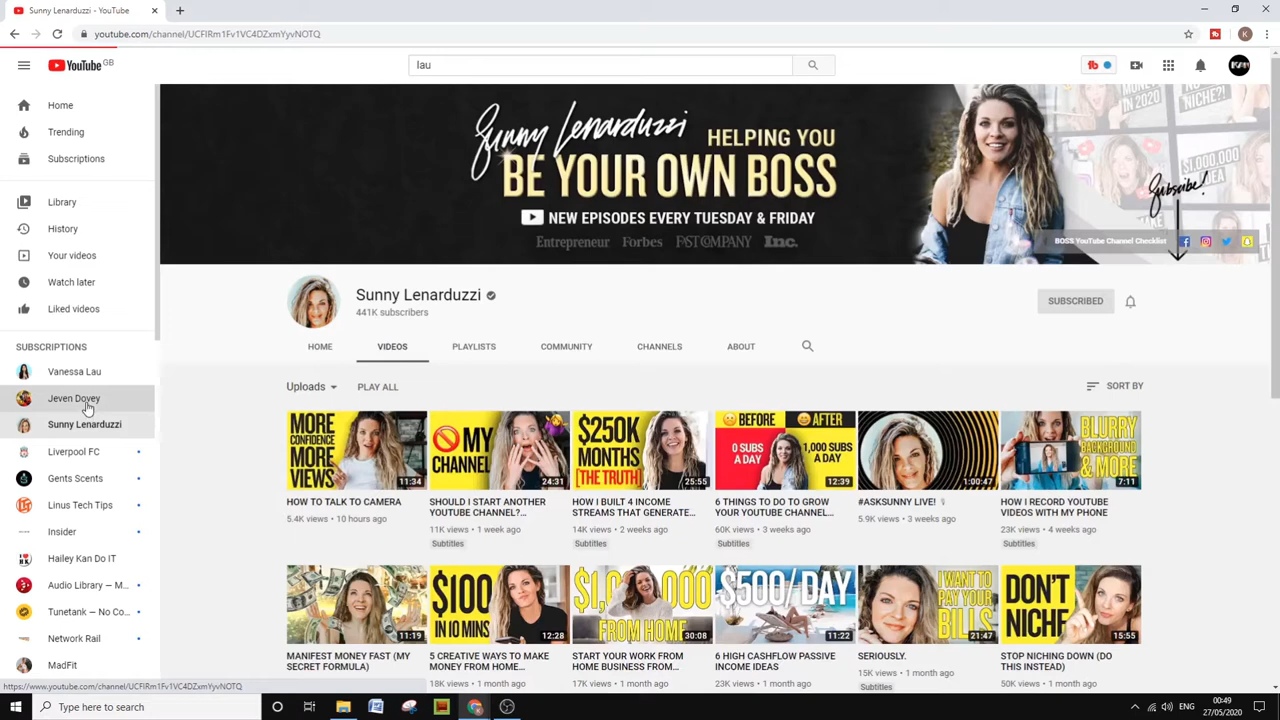 Sunny Lenarduzzi - YouTube
youtube.com/channel/UCFlRm1Fv1VC4DZxmYyvNOTQ
K
YouTube GB
lau
Home
Trending
Subscriptions
Library
History
Your videos
Watch later
Liked videos
SUBSCRIPTIONS
Vanessa Lau
Jeven Dovey
Sunny Lenarduzzi
Liverpool FC
Gents Scents
Linus Tech Tips
Insider
Hailey Kan Do IT
Audio Library — M...
Tunetank — No Co...
Network Rail
MadFit
Sunny Lenarduzzi
HELPING YOU
BE YOUR OWN BOSS
NEW EPISODES EVERY TUESDAY & FRIDAY
Entrepreneur Forbes FAST COMPANY Inc.
Subscribe!
BOSS YouTube Channel Checklist
Sunny Lenarduzzi
441K subscribers
SUBSCRIBED
HOME VIDEOS PLAYLISTS COMMUNITY CHANNELS ABOUT
Uploads PLAY ALL SORT BY
MORE
CONFIDENCE
MORE
VIEWS
11:34
HOW TO TALK TO CAMERA
5.4K views • 10 hours ago
MY
CHANNEL
24:31
SHOULD I START ANOTHER
YOUTUBE CHANNEL?...
11K views • 1 week ago
Subtitles
$250K
MONTHS
[THE TRUTH]
25:55
HOW I BUILT 4 INCOME
STREAMS THAT GENERATE...
14K views • 2 weeks ago
Subtitles
BEFORE AFTER
0 SUBS
A DAY
1,000 SUBS
A DAY
12:39
6 THINGS TO DO TO GROW
YOUR YOUTUBE CHANNEL...
60K views • 3 weeks ago
Subtitles
1:00:47
#ASKSUNNY LIVE!
5.9K views • 3 weeks ago
BLURRY
BACKGROUND
& MORE
7:11
HOW I RECORD YOUTUBE
VIDEOS WITH MY PHONE
23K views • 4 weeks ago
Subtitles
11:19
MANIFEST MONEY FAST (MY
SECRET FORMULA)
$100
IN 10 MINS
12:28
5 CREATIVE WAYS TO MAKE
MONEY FROM HOME...
FROM HOME
30:08
START YOUR WORK FROM
HOME BUSINESS FROM...
17K views • 1 month ago
$500/DAY
11:22
6 HIGH CASHFLOW PASSIVE
INCOME IDEAS
23K views • 1 month ago
I WANT TO
PAY YOUR
BILLS
21:47
SERIOUSLY.
15K views • 1 month ago
Subtitles
DON'T
NICHE
15:55
STOP NICHING DOWN (DO
THIS INSTEAD)
50K views • 1 month ago
https://www.youtube.com/channel/UCFlRm1Fv1VC4DZxmYyvNOTQ
Type here to search
00:49
27/05/2020